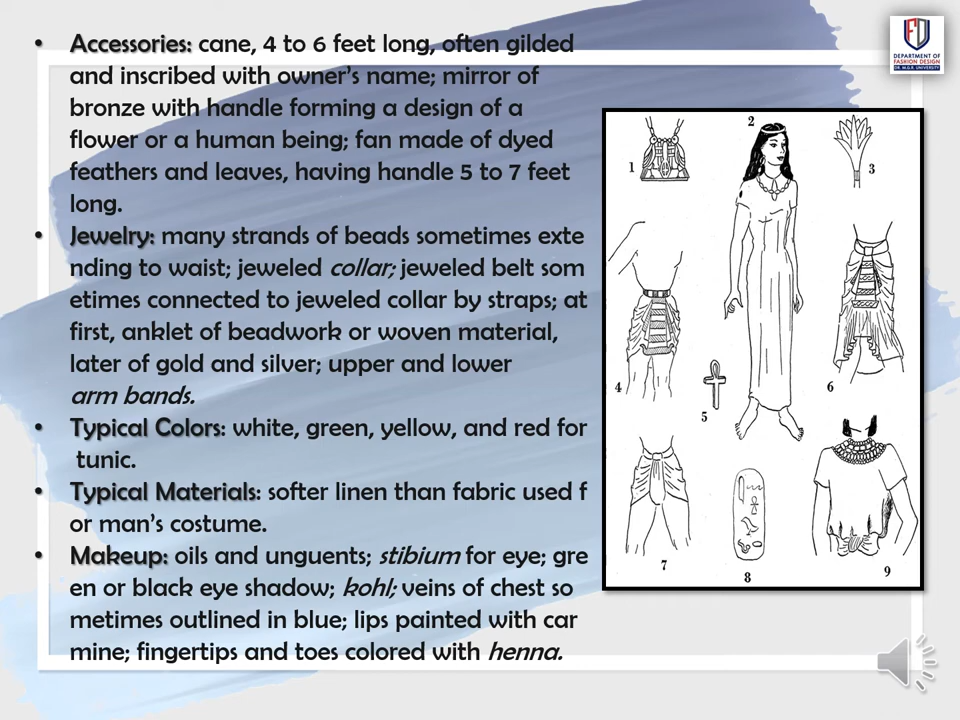 • Accessories: cane, 4 to 6 feet long, often gilded
and inscribed with owner's name; mirror of
bronze with handle forming a design of a
flower or a human being; fan made of dyed
feathers and leaves, having handle 5 to 7 feet
long.
• Jewelry: many strands of beads sometimes exte
nding to waist; jeweled collar; jeweled belt som
etimes connected to jeweled collar by straps; at
first, anklet of beadwork or woven material,
later of gold and silver; upper and lower
arm bands.
• Typical Colors: white, green, yellow, and red for
tunic.
• Typical Materials: softer linen than fabric used f
or man's costume.
• Makeup: oils and unguents; stibium for eye; gre
en or black eye shadow; kohl; veins of chest so
metimes outlined in blue; lips painted with car
mine; fingertips and toes colored with henna.
FD
DEPARTMENT OF
FASHION DESIGN
DR. M.G.R. UNIVERSITY
1
2
3
4
5
6
7
8
9